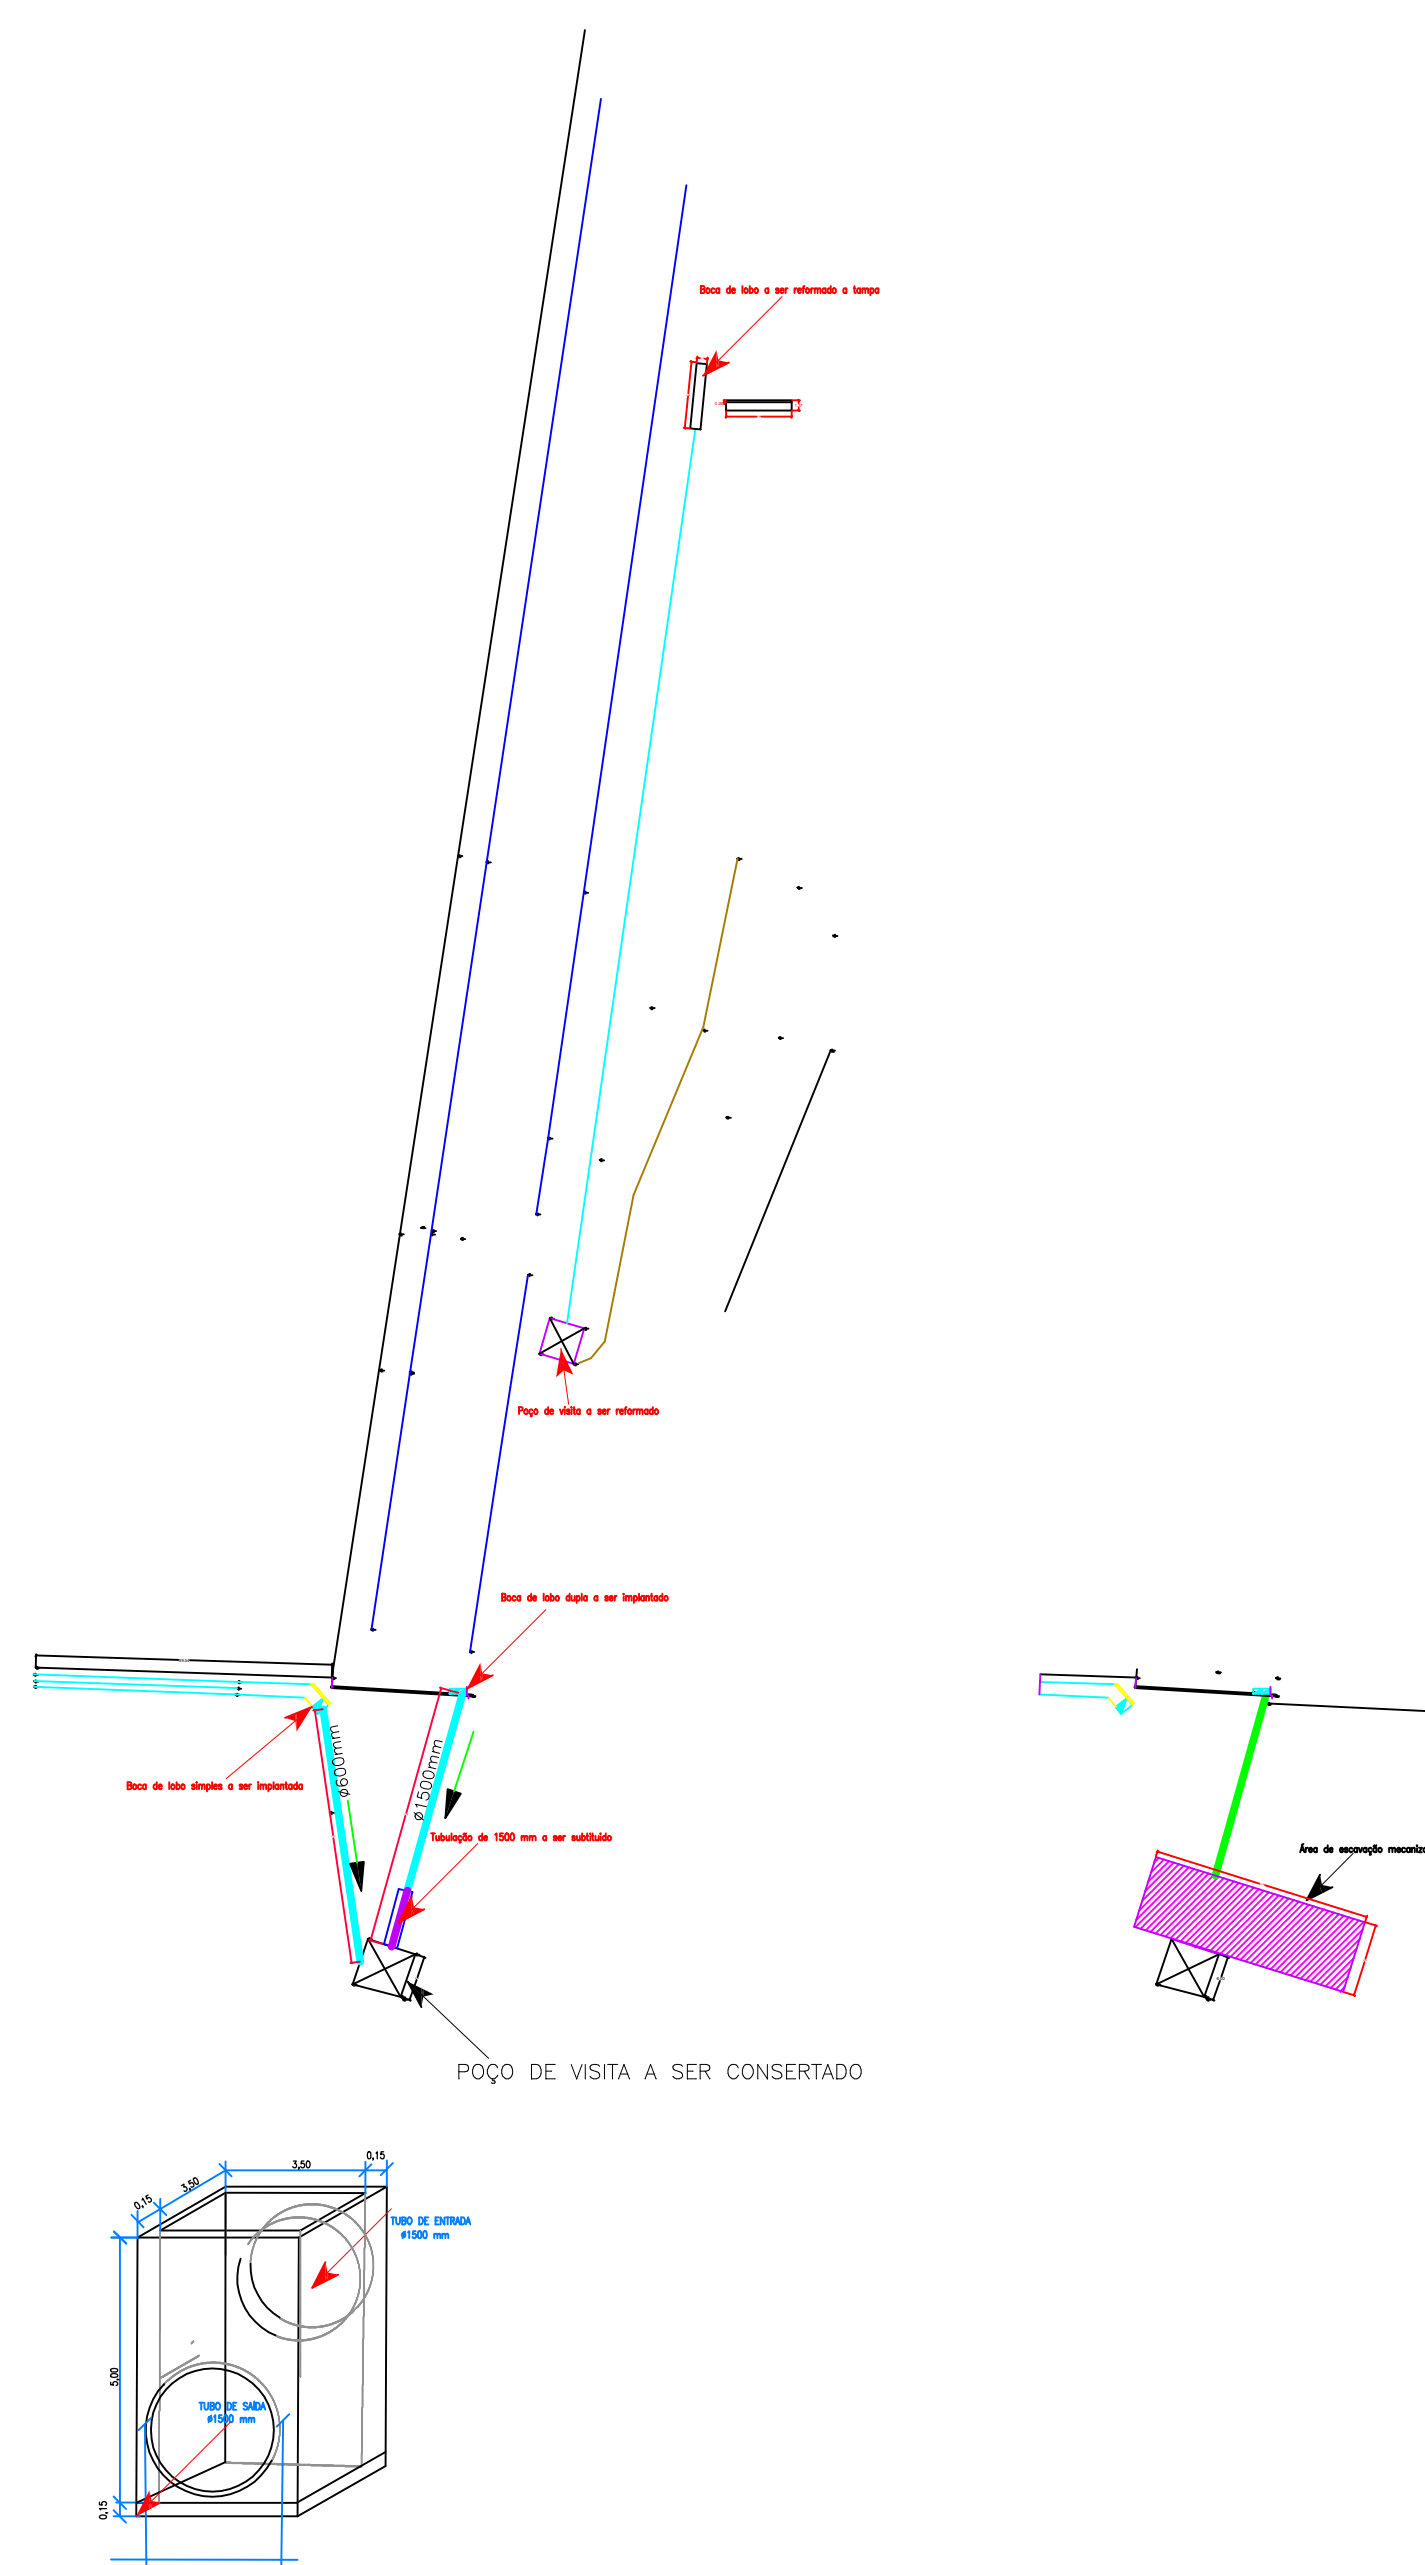 Boca de lobo a ser reformado a tampa
Poço de visita a ser reformado
Boca de lobo dupla a ser implantado
ø600mm
ø1500mm
Boca de lobo simples a ser implantada
Tubulação de 1500 mm a ser subtituido
Área de escavação mecaniza
POÇO DE VISITA A SER CONSERTADO
0,15
3,50
3,50
0,15
TUBO DE ENTRADA
ø1500 mm
5,00
TUBO DE SAÍDA
ø1500 mm
0,15